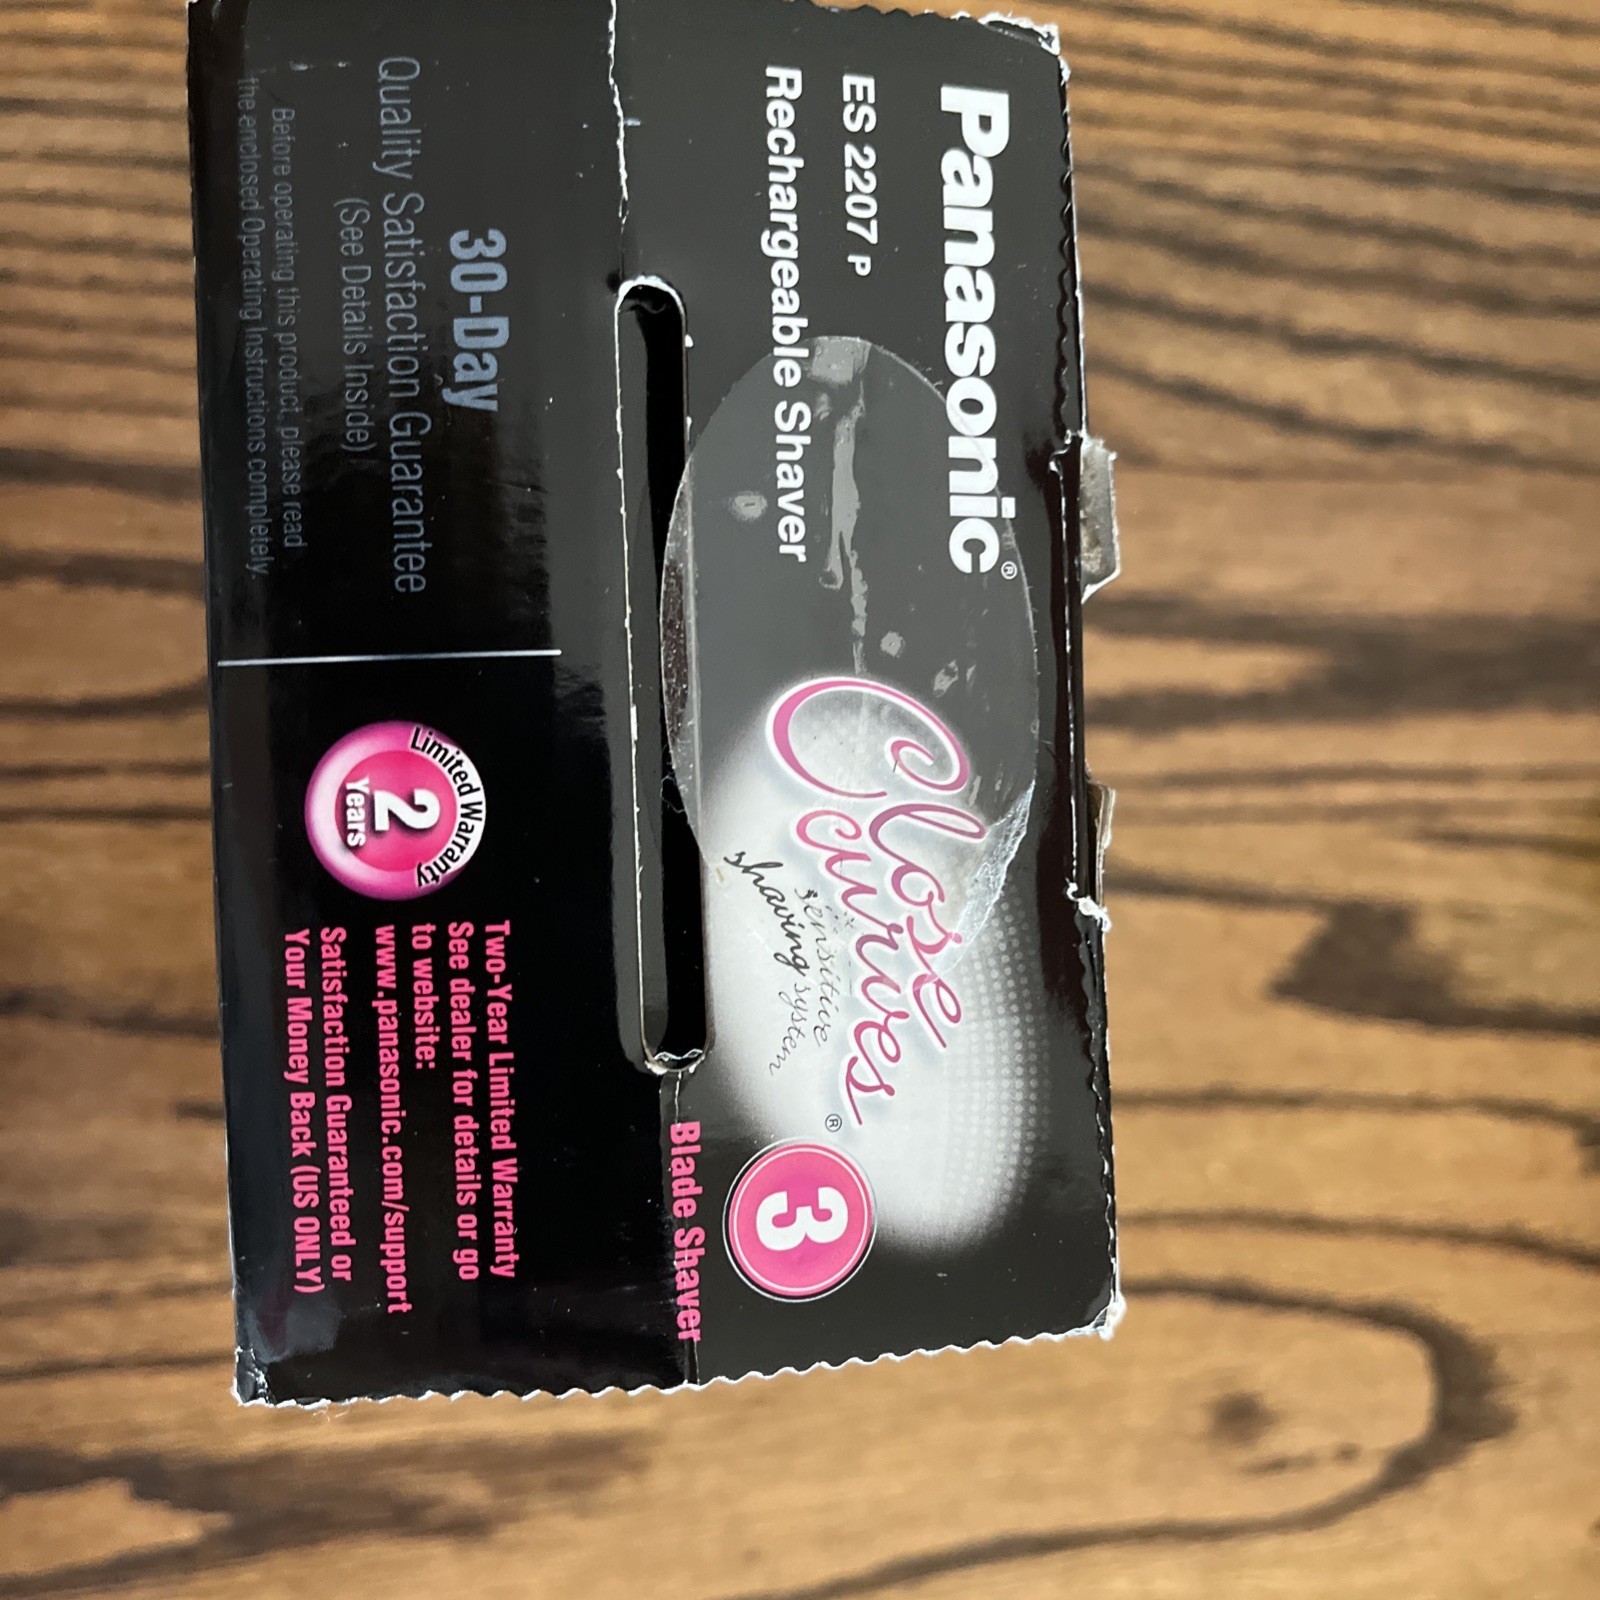 Panasonic®
ES 2207 P
Rechargeable Shaver
Close
Curves®
sensitive
shaving system
3
Blade Shaver
30-Day
Quality Satisfaction Guarantee
(See Details Inside)
Before operating this product, please read
the enclosed Operating Instructions completely.
Limited Warranty
2
Years
Two-Year Limited Warranty
See dealer for details or go
to website:
www.panasonic.com/support
Satisfaction Guaranteed or
Your Money Back (US ONLY)